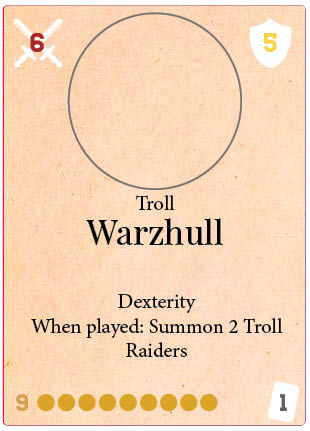 6
5
Troll
Warzhull
Dexterity
When played: Summon 2 Troll
Raiders
9
1